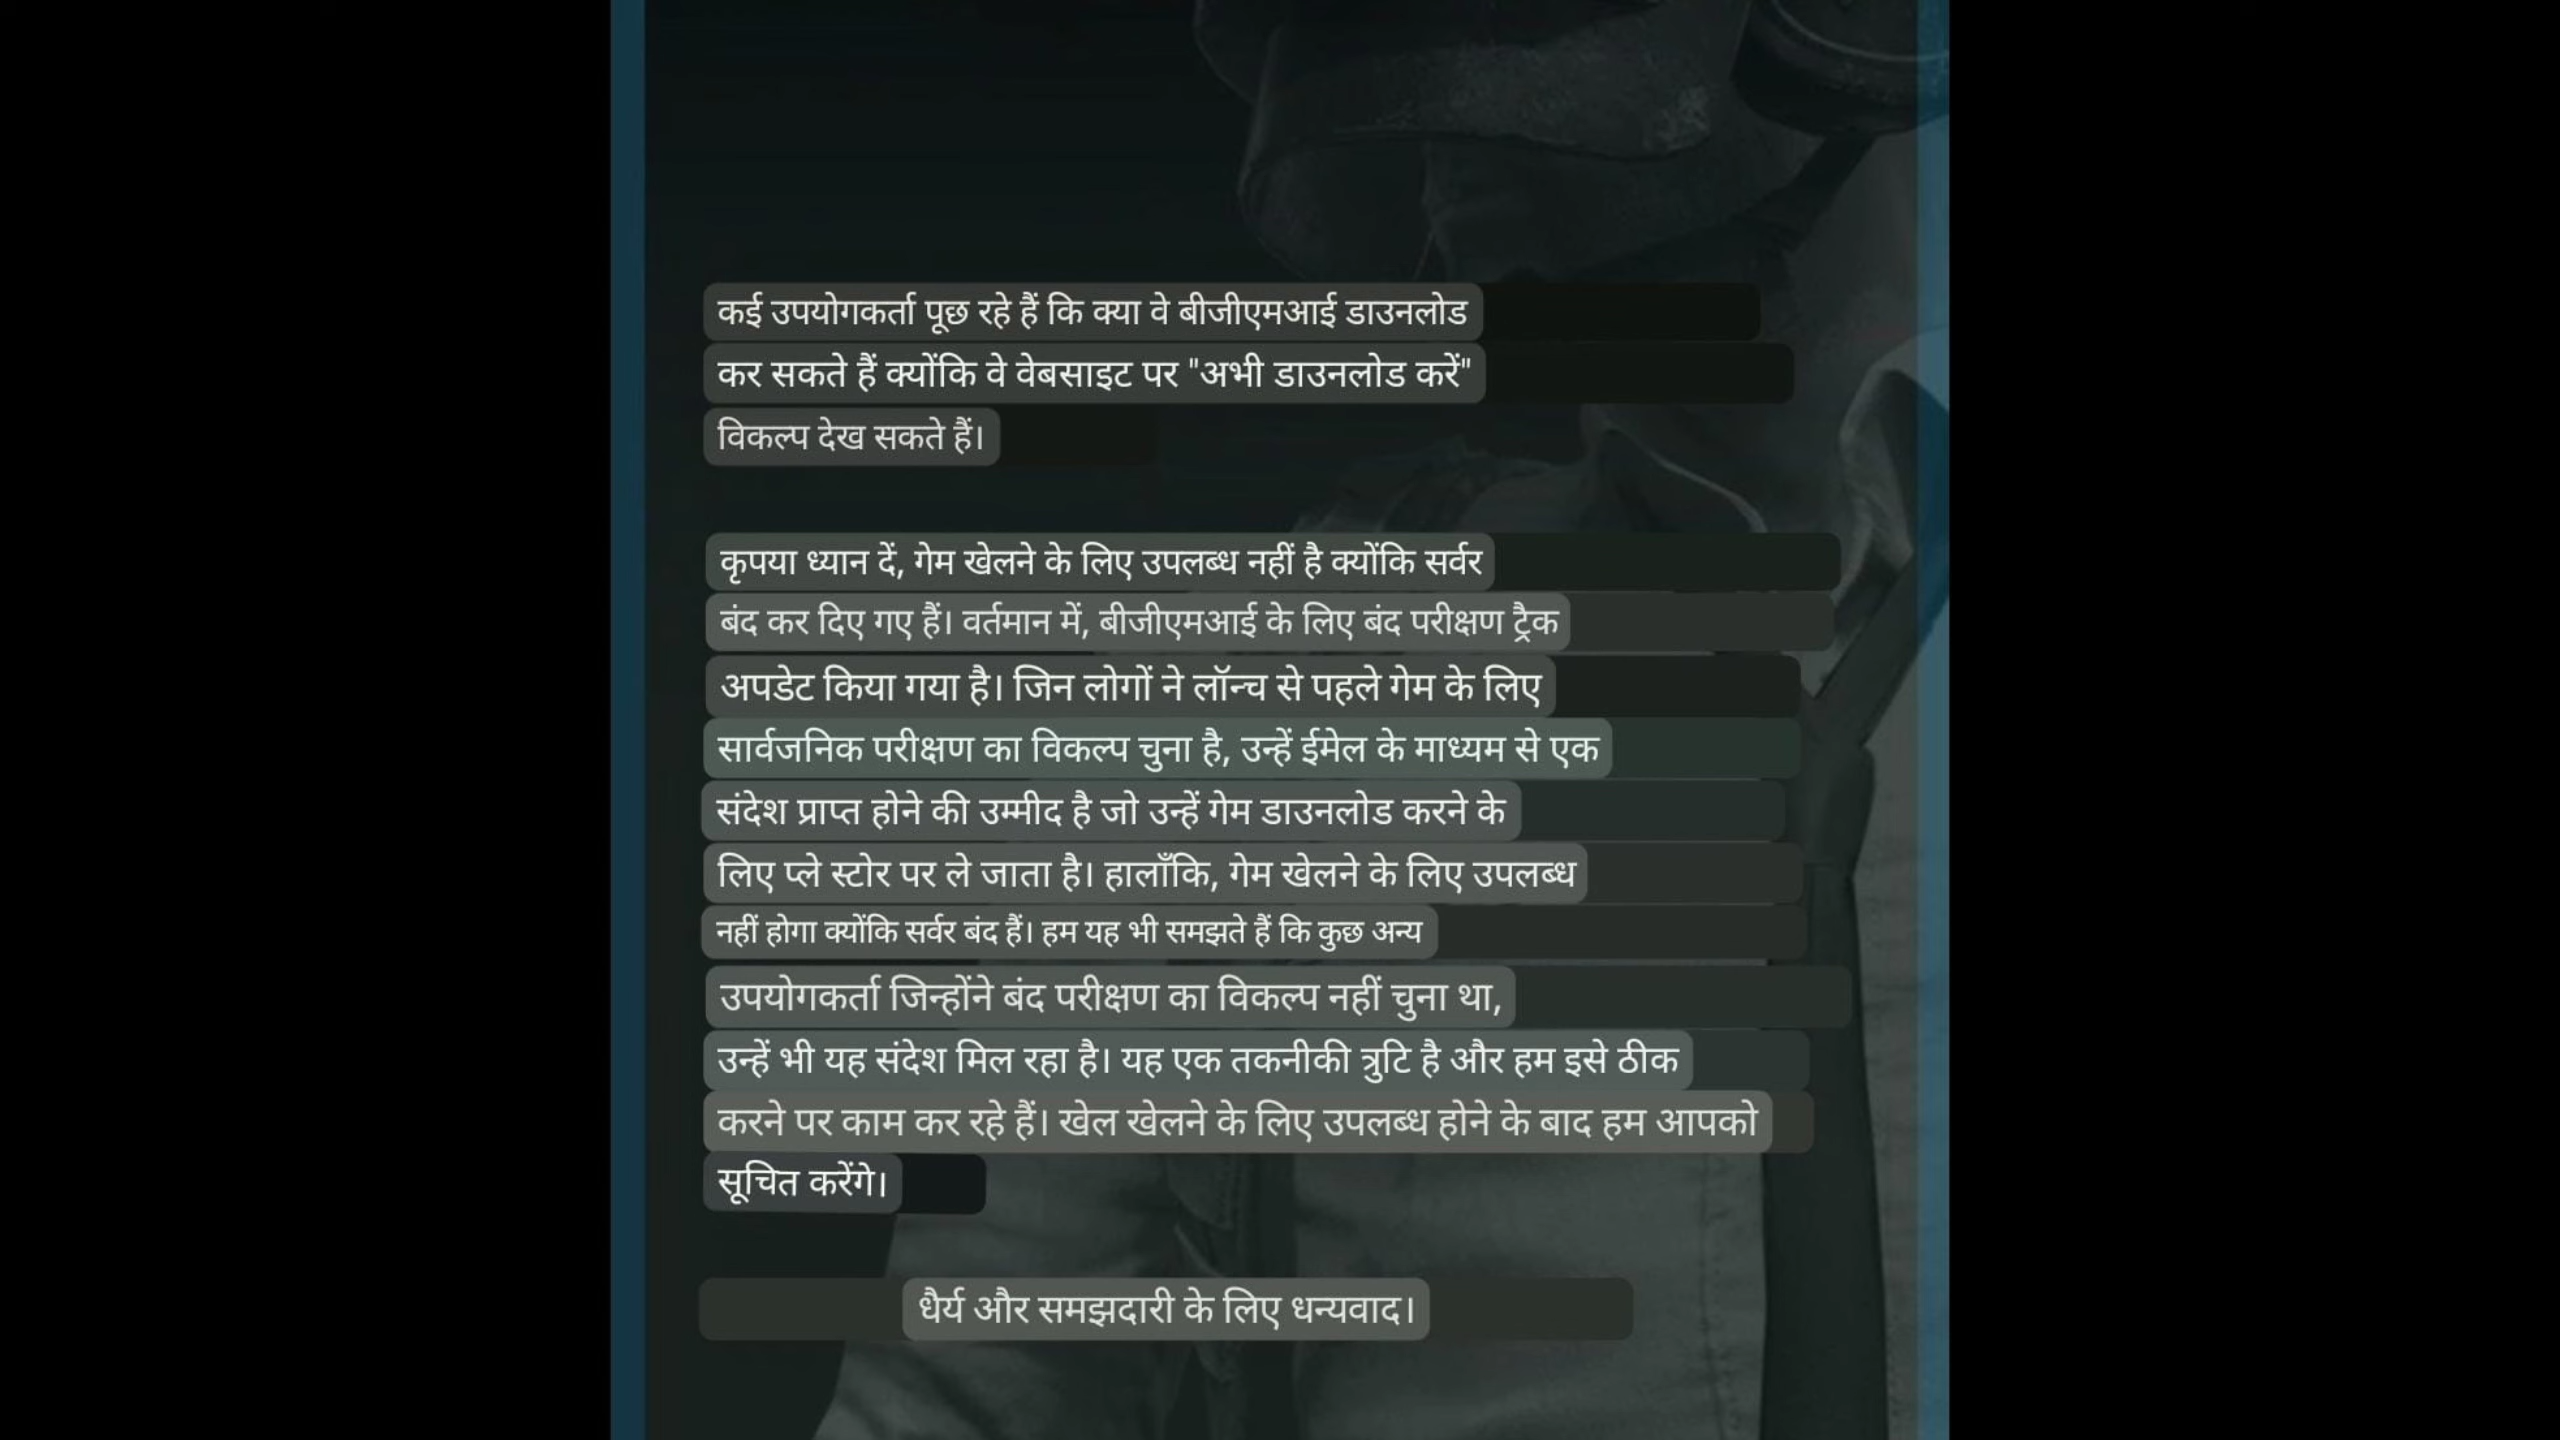 कई उपयोगकर्ता पूछ रहे हैं कि क्या वे बीजीएमआई डाउनलोड
कर सकते हैं क्योंकि वे वेबसाइट पर "अभी डाउनलोड करें"
विकल्प देख सकते हैं।
कृपया ध्यान दें, गेम खेलने के लिए उपलब्ध नहीं है क्योंकि सर्वर
बंद कर दिए गए हैं। वर्तमान में, बीजीएमआई के लिए बंद परीक्षण ट्रैक
अपडेट किया गया है। जिन लोगों ने लॉन्च से पहले गेम के लिए
सार्वजनिक परीक्षण का विकल्प चुना है, उन्हें ईमेल के माध्यम से एक
संदेश प्राप्त होने की उम्मीद है जो उन्हें गेम डाउनलोड करने के
लिए प्ले स्टोर पर ले जाता है। हालाँकि, गेम खेलने के लिए उपलब्ध
नहीं होगा क्योंकि सर्वर बंद हैं। हम यह भी समझते हैं कि कुछ अन्य
उपयोगकर्ता जिन्होंने बंद परीक्षण का विकल्प नहीं चुना था,
उन्हें भी यह संदेश मिल रहा है। यह एक तकनीकी त्रुटि है और हम इसे ठीक
करने पर काम कर रहे हैं। खेल खेलने के लिए उपलब्ध होने के बाद हम आपको
सूचित करेंगे।
धैर्य और समझदारी के लिए धन्यवाद।